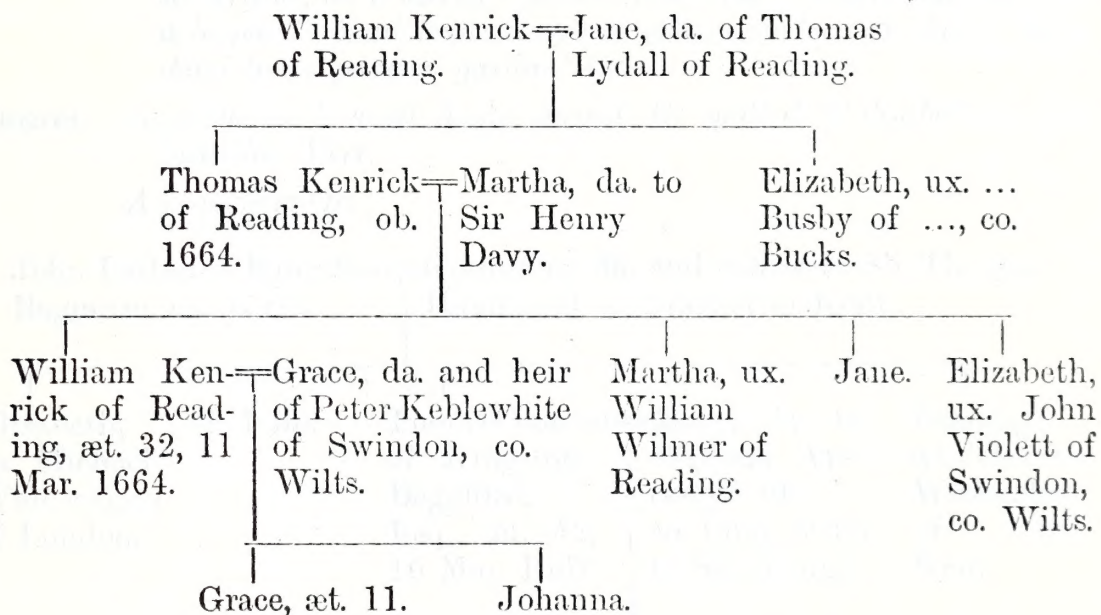 William Kenrick=Jane, da. of Thomas
of Reading. Lydall of Reading.
Thomas Kenrick=Martha, da. to
of Reading, ob. Sir Henry
1664. Davy.
Elizabeth, ux. ...
Busby of ..., co.
Bucks.
William Ken-
rick of Read-
ing, æt. 32, 11
Mar. 1664.
=Grace, da. and heir
of Peter Keblewhite
of Swindon, co.
Wilts.
Martha, ux.
William
Wilmer of
Reading.
Jane.
Elizabeth,
ux. John
Violett of
Swindon,
co. Wilts.
Grace, æt. 11.
Johanna.